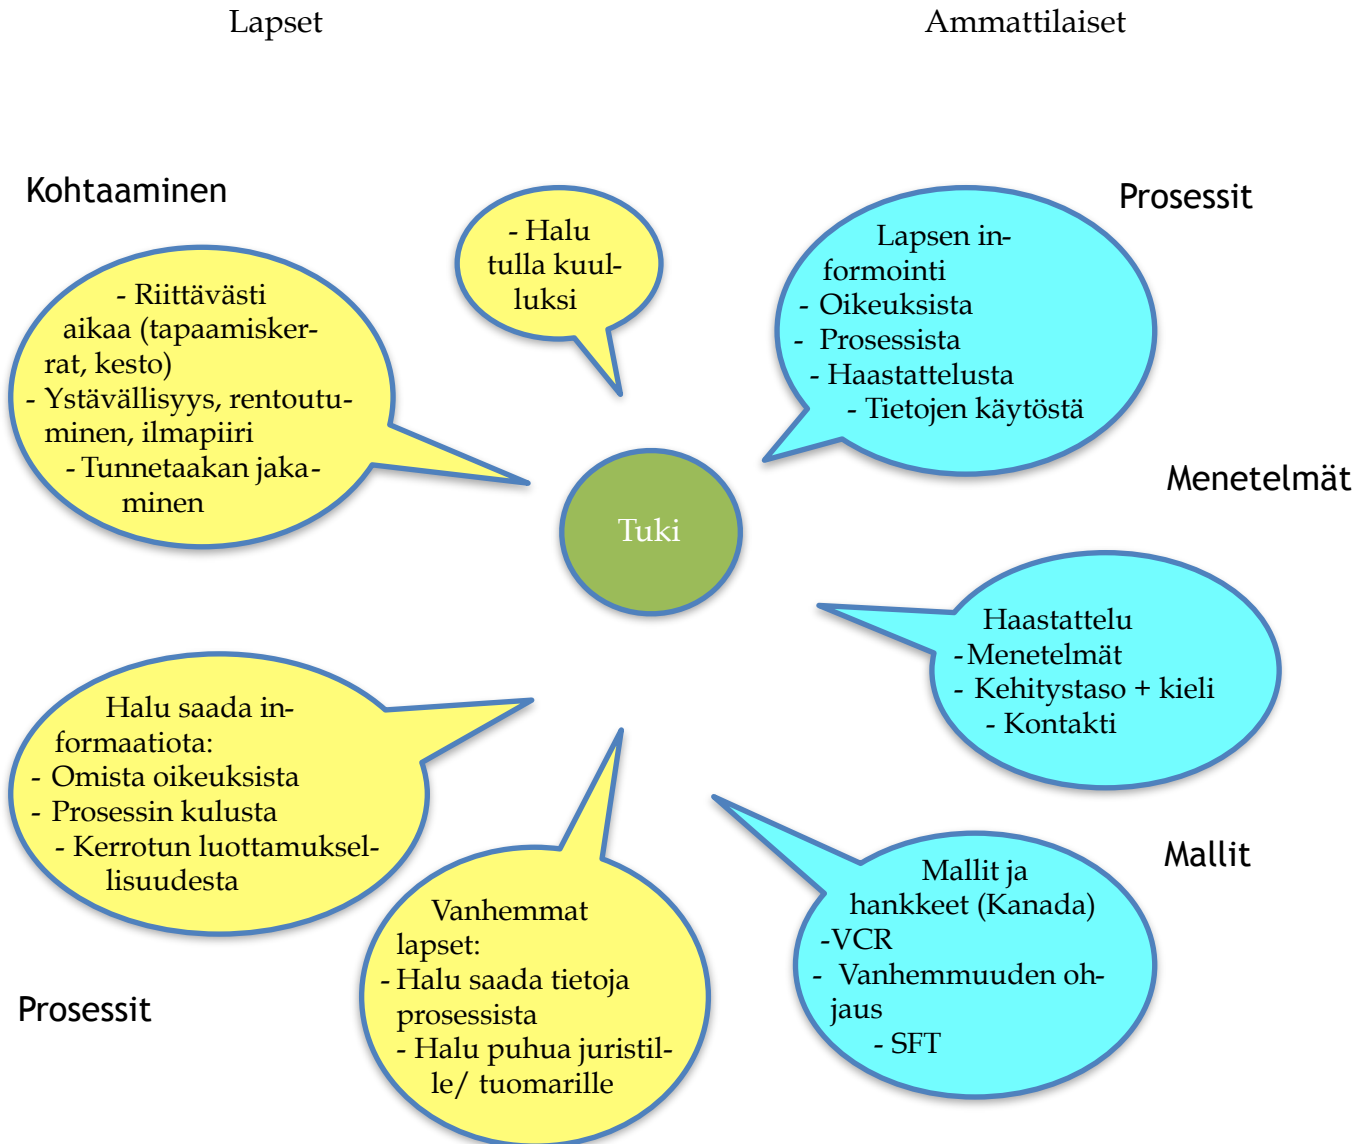 Lapset
Ammattilaiset
Kohtaaminen
- Riittävästi
aikaa (tapaamisker-
rat, kesto)
- Ystävällisyys, rentoutu-
minen, ilmapiiri
- Tunnetaakan jaka-
minen
- Halu
tulla kuul-
luksi
Prosessit
Lapsen in-
formointi
- Oikeuksista
- Prosessista
- Haastattelusta
- Tietojen käytöstä
Menetelmät
Tuki
Haastattelu
- Menetelmät
- Kehitystaso + kieli
- Kontakti
Halu saada in-
formaatiota:
- Omista oikeuksista
- Prosessin kulusta
- Kerrotun luottamuksel-
lisuudesta
Prosessit
Vanhemmat
lapset:
- Halu saada tietoja
prosessista
- Halu puhua juristil-
le/ tuomarille
Mallit
Mallit ja
hankkeet (Kanada)
-VCR
- Vanhemmuuden oh-
jaus
- SFT